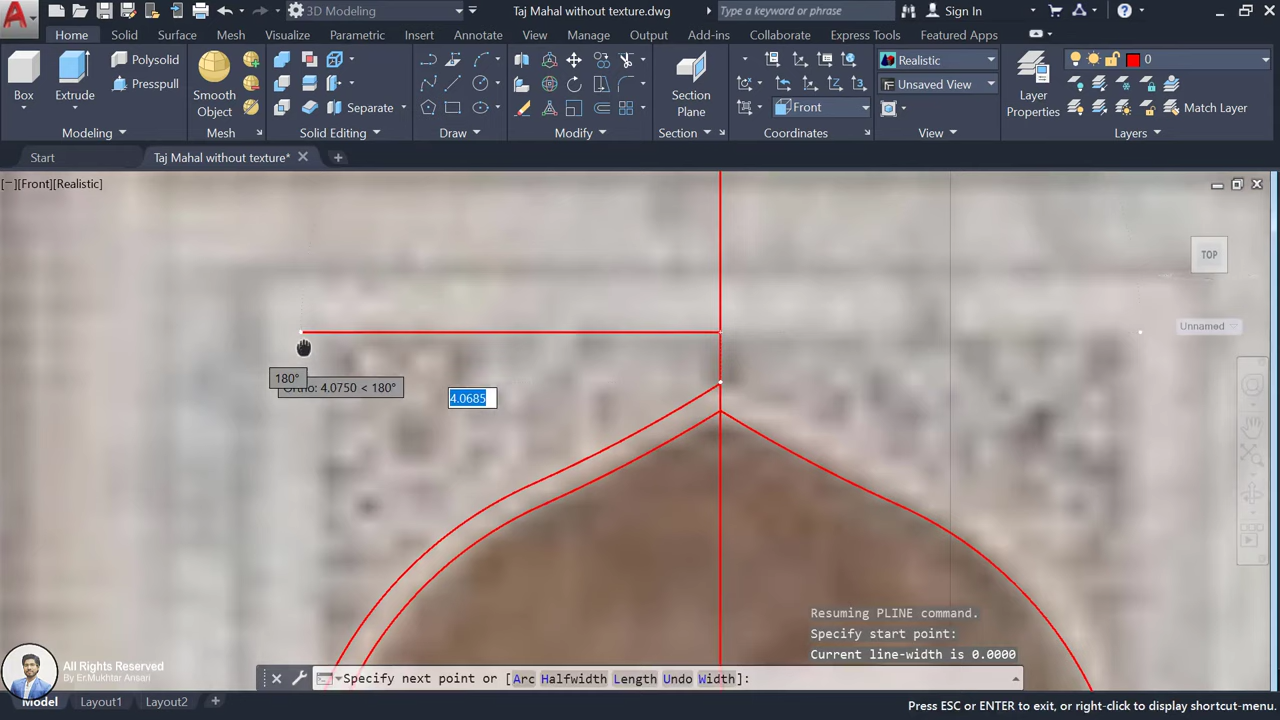 3D Modeling
Taj Mahal without texture.dwg
Type a keyword or phrase
Sign In
Home Solid Surface Mesh Visualize Parametric Insert Annotate View Manage Output Add-ins Collaborate Express Tools Featured Apps
Box
Extrude
Polysolid
Presspull
Smooth
Object
Separate
Section
Plane
Front
Realistic
Unsaved View
Layer
Properties
0
Match Layer
Modeling
Mesh
Solid Editing
Draw
Modify
Section
Coordinates
View
Layers
Start
Taj Mahal without texture*
[−][Front][Realistic]
TOP
Unnamed
180°
Ortho: 4.0750 < 180°
4.0685
Resuming PLINE command.
Specify start point:
Current line-width is 0.0000
All Rights Reserved
By Er.Mukhtar Ansari
Specify next point or [Arc Halfwidth Length Undo Width]:
Model Layout1 Layout2
Press ESC or ENTER to exit, or right-click to display shortcut-menu.